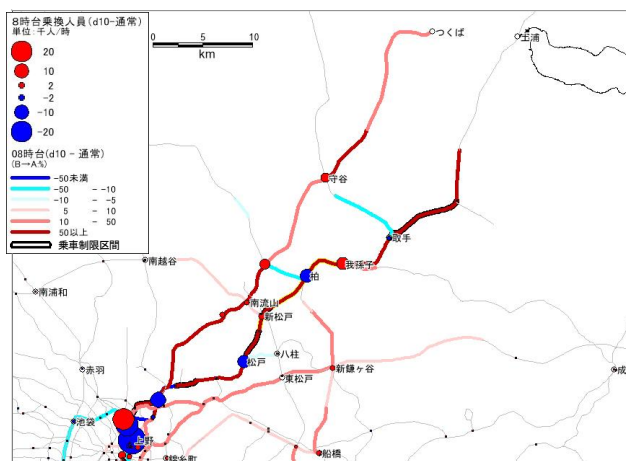 8時台乗換人員(d10-通常)
単位:千人/時
20
10
2
-2
-10
-20
08時台(d10 - 通常)
(B→A%)
-50未満
-50 - -10
-10 - -5
5 - 10
10 - 50
50以上
乗車制限区間
0 5 10
km
つくば
土浦
守谷
取手
南越谷
我孫子
柏
南浦和
南流山
新松戸
八柱
松戸
赤羽
東松戸
新鎌ヶ谷
成
池袋
上野
錦糸町
船橋